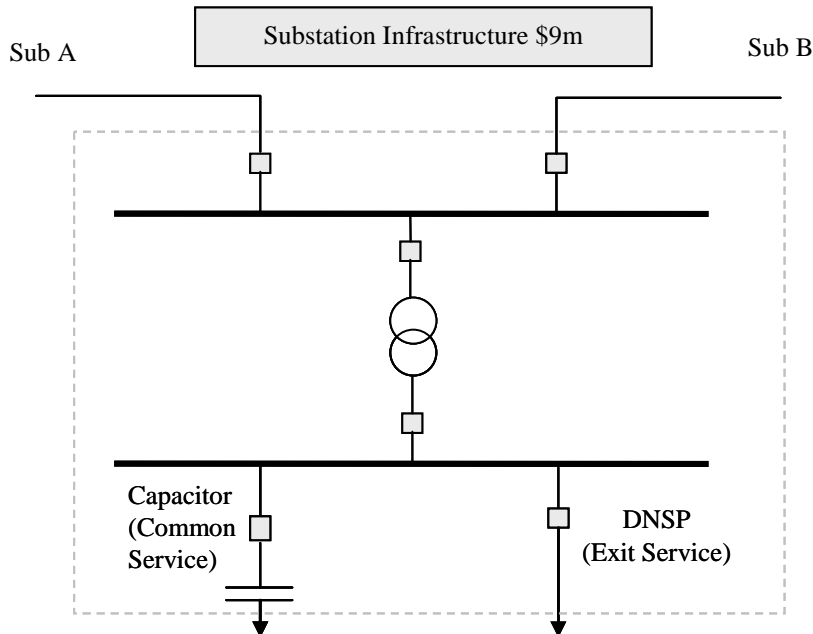 Substation Infrastructure $9m
Sub A
Sub B
Capacitor
(Common
Service)
DNSP
(Exit Service)